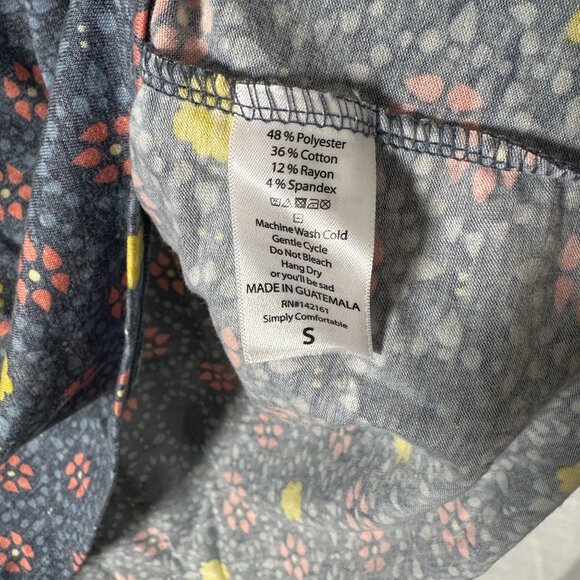 48 % Polyester
36 % Cotton
12 % Rayon
4 % Spandex
Machine Wash Cold
Gentle Cycle
Do Not Bleach
Hang Dry
or you'll be sad
MADE IN GUATEMALA
RN#142161
Simply Comfortable
S